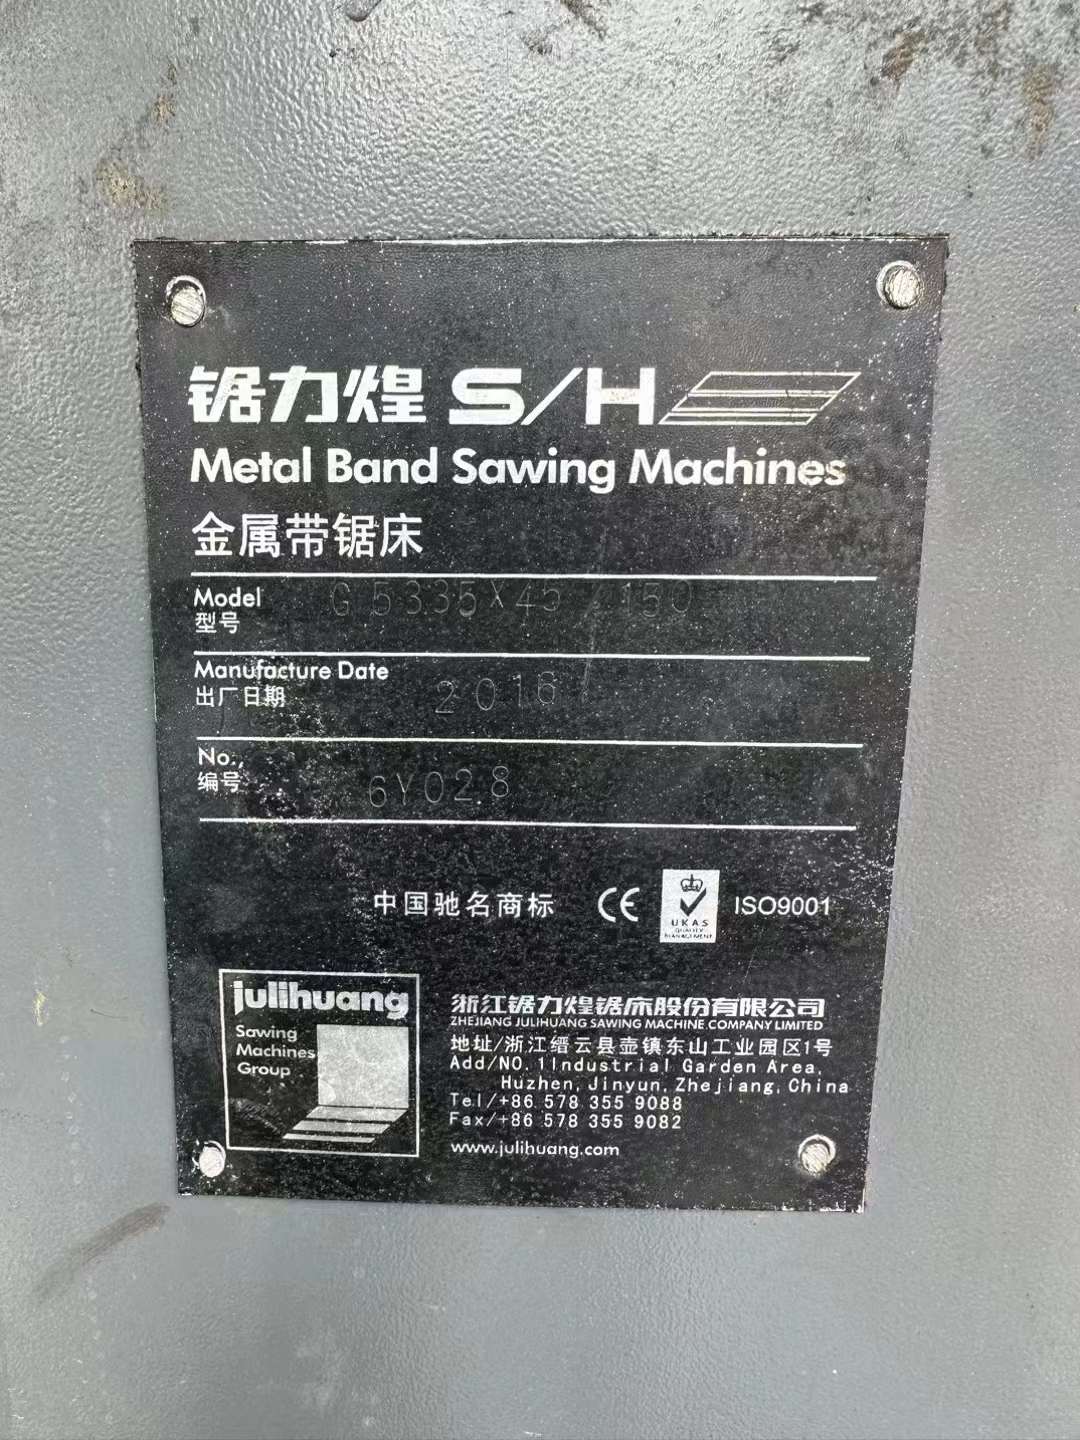 锯力煌 S/H
Metal Band Sawing Machines
金属带锯床
Model G5335X45/150
型号
Manufacture Date 2016
出厂日期
No., 6Y028
编号
中国驰名商标 CE UKAS QUALITY MANAGEMENT ISO9001
julihuang
Sawing
Machines
Group
浙江锯力煌锯床股份有限公司
ZHEJIANG JULIHUANG SAWING MACHINE COMPANY LIMITED
地址/浙江缙云县壶镇东山工业园区1号
Add/NO.1Industrial Garden Area,
Huzhen,Jinyun,Zhejiang,China
Tel/+86 578 355 9088
Fax/+86 578 355 9082
www.julihuang.com